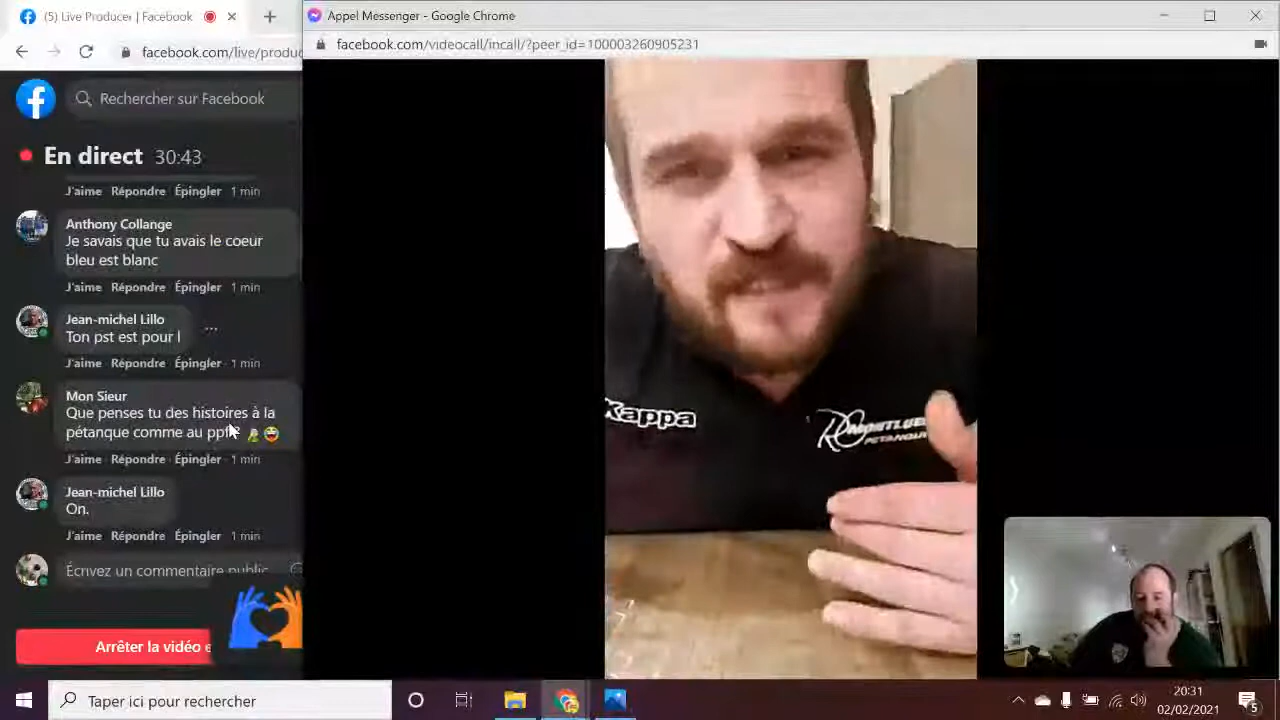 (5) Live Producer | Facebook
Appel Messenger - Google Chrome
facebook.com/live/produc
facebook.com/videocall/incall/?peer_id=100003260905231
Rechercher sur Facebook
En direct 30:43
J'aime Répondre Épingler 1 min
Anthony Collange
Je savais que tu avais le coeur
bleu est blanc
J'aime Répondre Épingler 1 min
Jean-michel Lillo
Ton pst est pour l
J'aime Répondre Épingler 1 min
Mon Sieur
Que penses tu des histoires à la
pétanque comme au ppf
J'aime Répondre Épingler 1 min
Jean-michel Lillo
On.
J'aime Répondre Épingler 1 min
Écrivez un commentaire public
Arrêter la vidéo e
Kappa
PETANQUE
Taper ici pour rechercher
20:31
02/02/2021
5